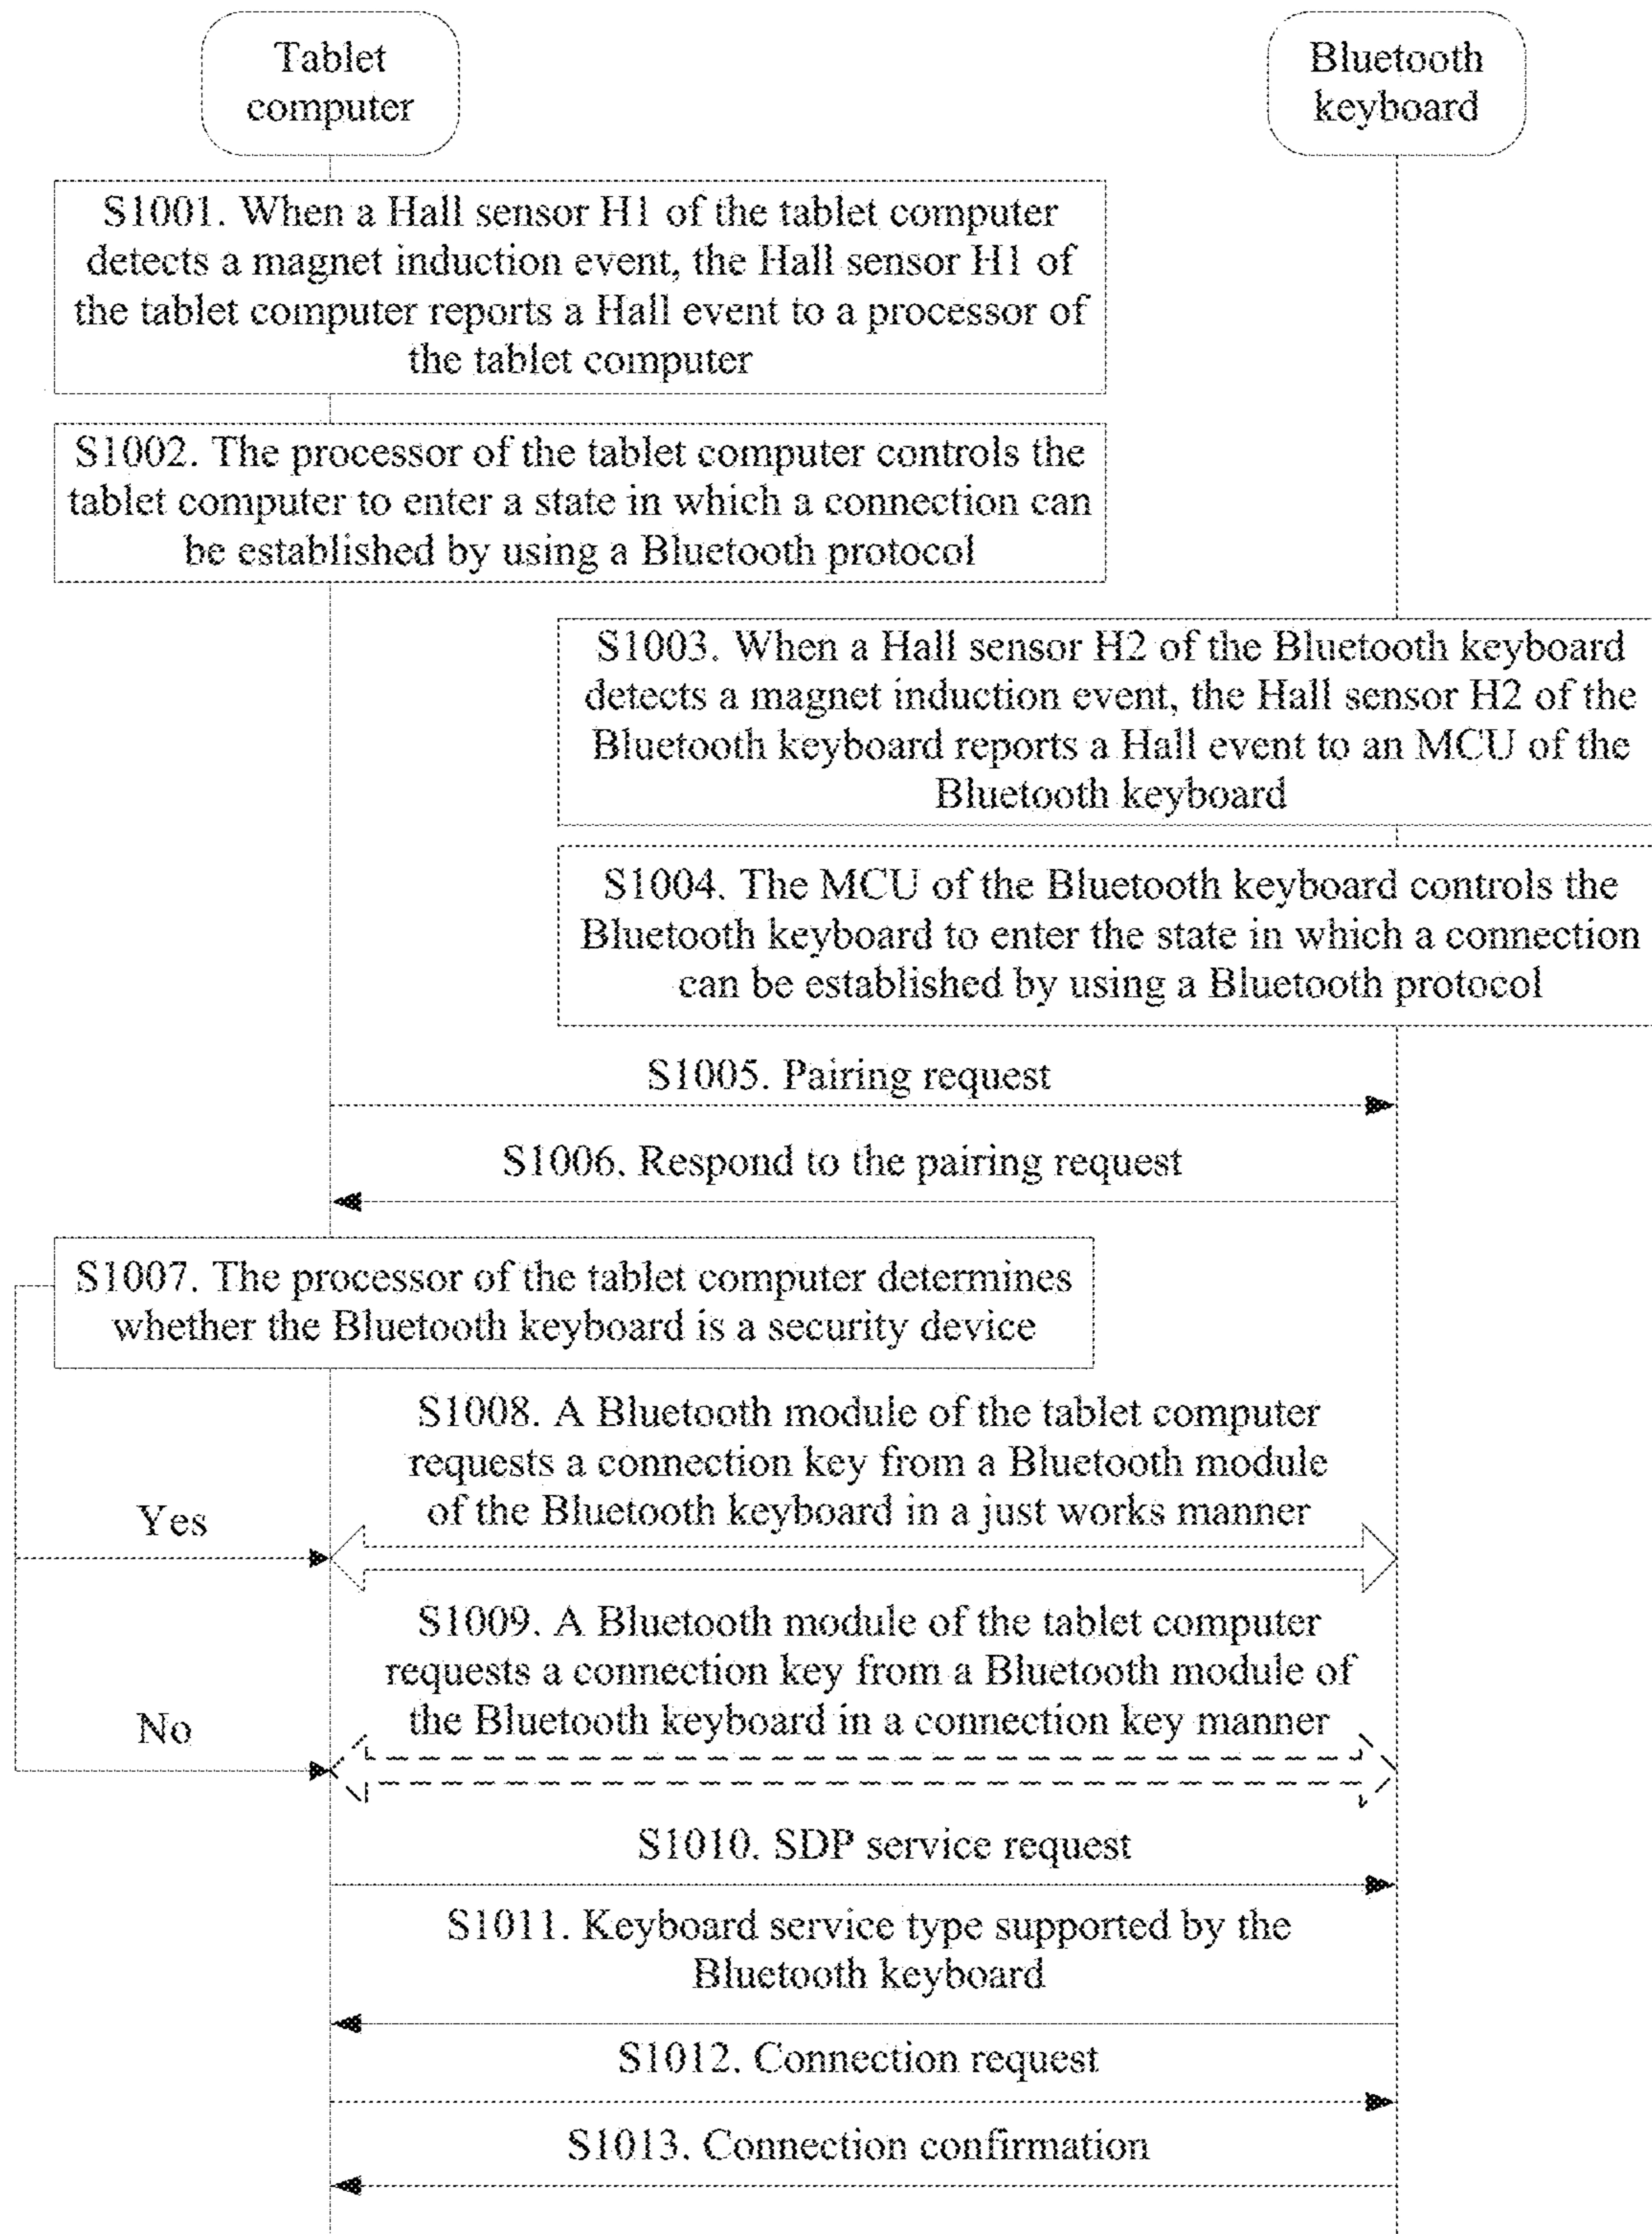 Tablet
computer
Bluetooth
keyboard
S1001. When a Hall sensor H1 of the tablet computer
detects a magnet induction event, the Hall sensor H1 of
the tablet computer reports a Hall event to a processor of
the tablet computer
S1002. The processor of the tablet computer controls the
tablet computer to enter a state in which a connection can
be established by using a Bluetooth protocol
S1003. When a Hall sensor H2 of the Bluetooth keyboard
detects a magnet induction event, the Hall sensor H2 of the
Bluetooth keyboard reports a Hall event to an MCU of the
Bluetooth keyboard
S1004. The MCU of the Bluetooth keyboard controls the
Bluetooth keyboard to enter the state in which a connection
can be established by using a Bluetooth protocol
S1005. Pairing request
S1006. Respond to the pairing request
S1007. The processor of the tablet computer determines
whether the Bluetooth keyboard is a security device
S1008. A Bluetooth module of the tablet computer
requests a connection key from a Bluetooth module
of the Bluetooth keyboard in a just works manner
Yes
S1009. A Bluetooth module of the tablet computer
requests a connection key from a Bluetooth module of
the Bluetooth keyboard in a connection key manner
No
S1010. SDP service request
S1011. Keyboard service type supported by the
Bluetooth keyboard
S1012. Connection request
S1013. Connection confirmation